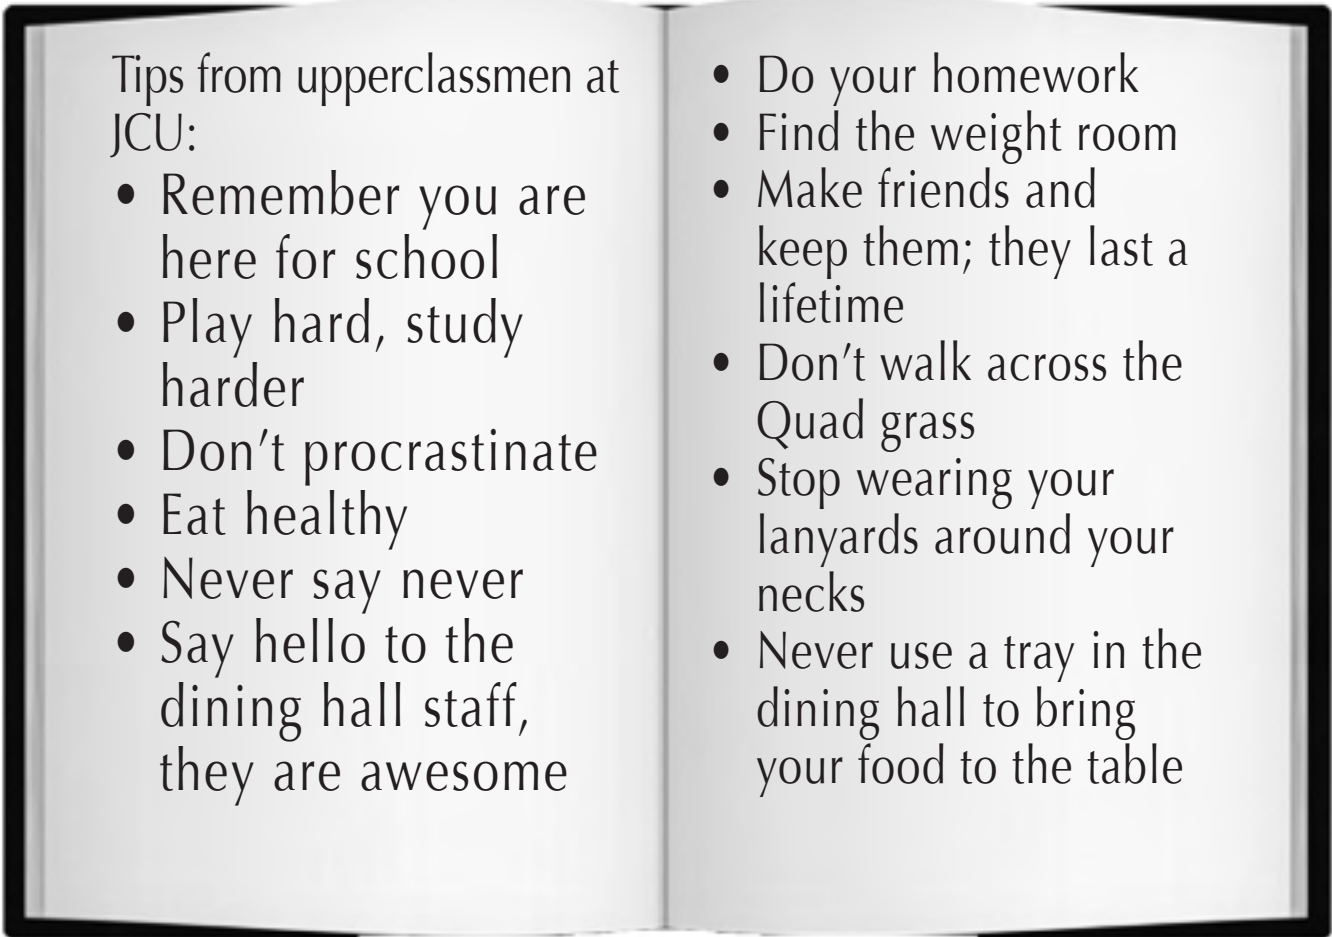 Tips from upperclassmen at
JCU:
• Remember you are
here for school
• Play hard, study
harder
• Don’t procrastinate
• Eat healthy
• Never say never
• Say hello to the
dining hall staff,
they are awesome
• Do your homework
• Find the weight room
• Make friends and
keep them; they last a
lifetime
• Don’t walk across the
Quad grass
• Stop wearing your
lanyards around your
necks
• Never use a tray in the
dining hall to bring
your food to the table